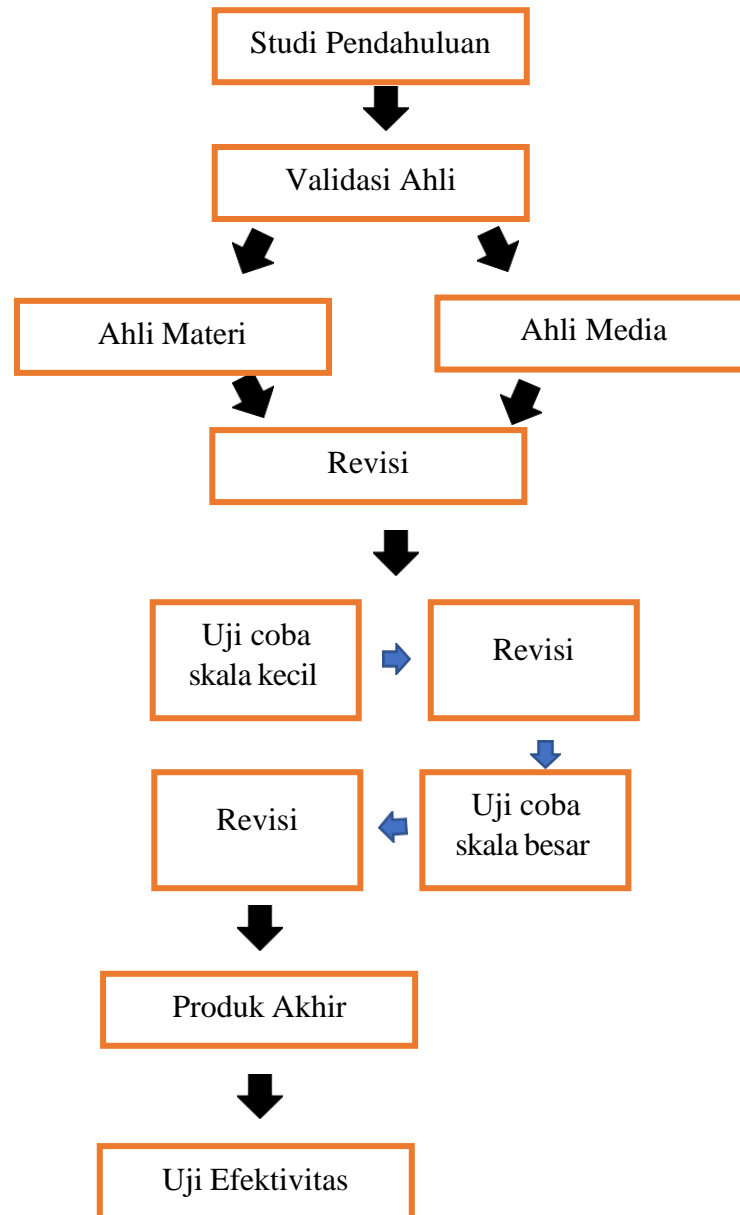 Studi Pendahuluan
Validasi Ahli
Ahli Materi
Ahli Media
Revisi
Uji coba
skala kecil
Revisi
Revisi
Uji coba
skala besar
Produk Akhir
Uji Efektivitas